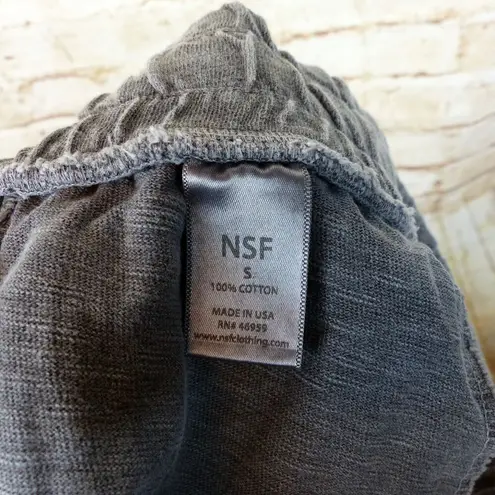 NSF
S
100% COTTON
MADE IN USA
RN# 46959
www.nsfclothing.com